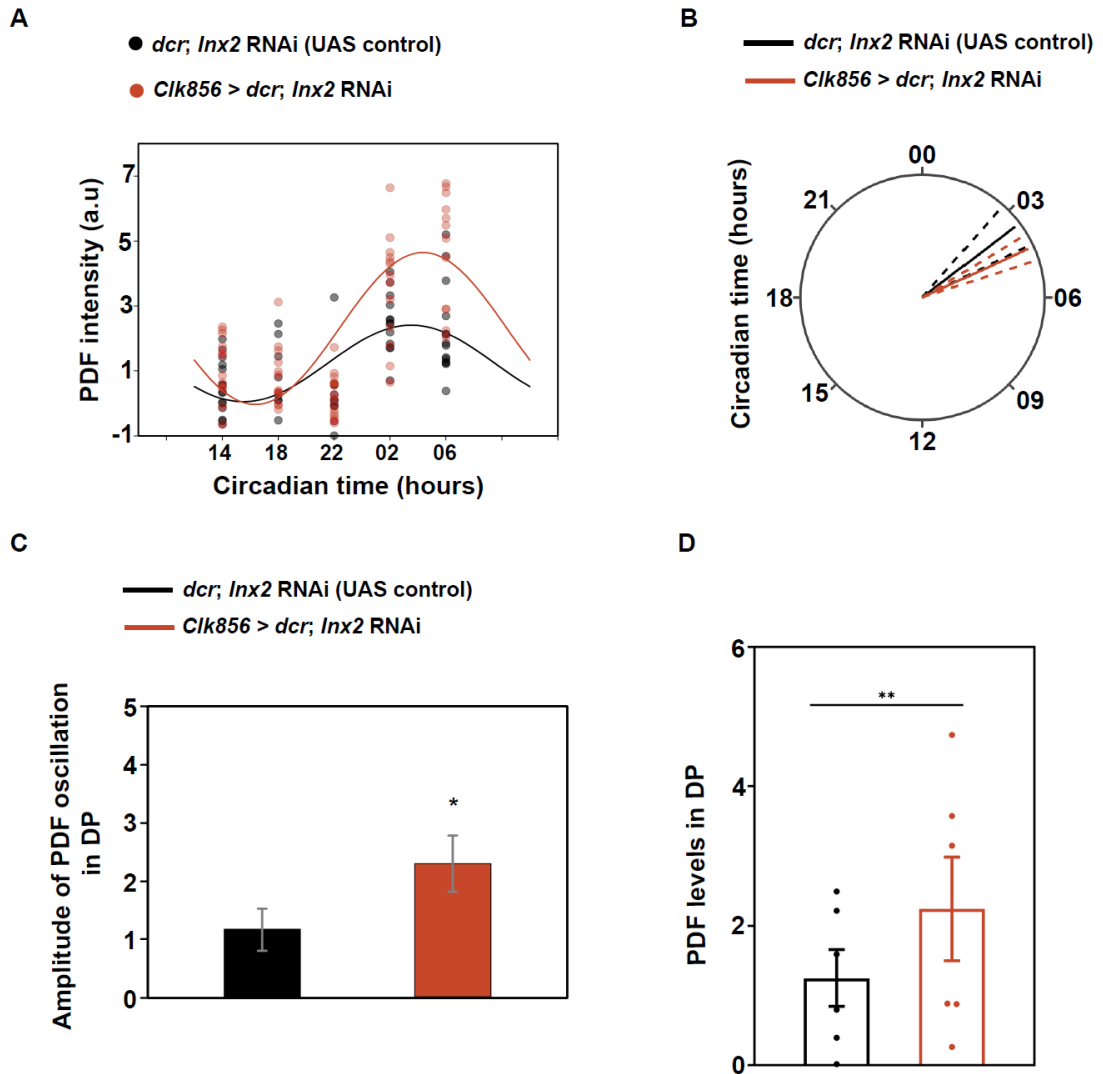 A
dcr; Inx2 RNAi (UAS control)
Clk856 > dcr; Inx2 RNAi
PDF intensity (a.u)
7
5
3
1
-1
14 18 22 02 06
Circadian time (hours)
B
dcr; Inx2 RNAi (UAS control)
Clk856 > dcr; Inx2 RNAi
Circadian time (hours)
00
03
06
09
12
15
18
21
C
dcr; Inx2 RNAi (UAS control)
Clk856 > dcr; Inx2 RNAi
Amplitude of PDF oscillation
in DP
5
4
3
2
1
0
*
D
PDF levels in DP
6
4
2
0
**